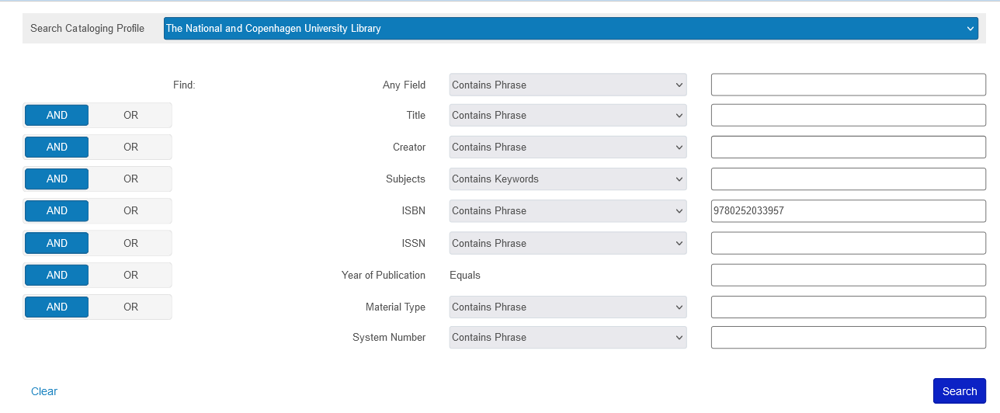 Search Cataloging Profile The National and Copenhagen University Library
Find: Any Field Contains Phrase
AND OR Title Contains Phrase
AND OR Creator Contains Phrase
AND OR Subjects Contains Keywords
AND OR ISBN Contains Phrase 9780252033957
AND OR ISSN Contains Phrase
AND OR Year of Publication Equals
AND OR Material Type Contains Phrase
System Number Contains Phrase
Clear Search